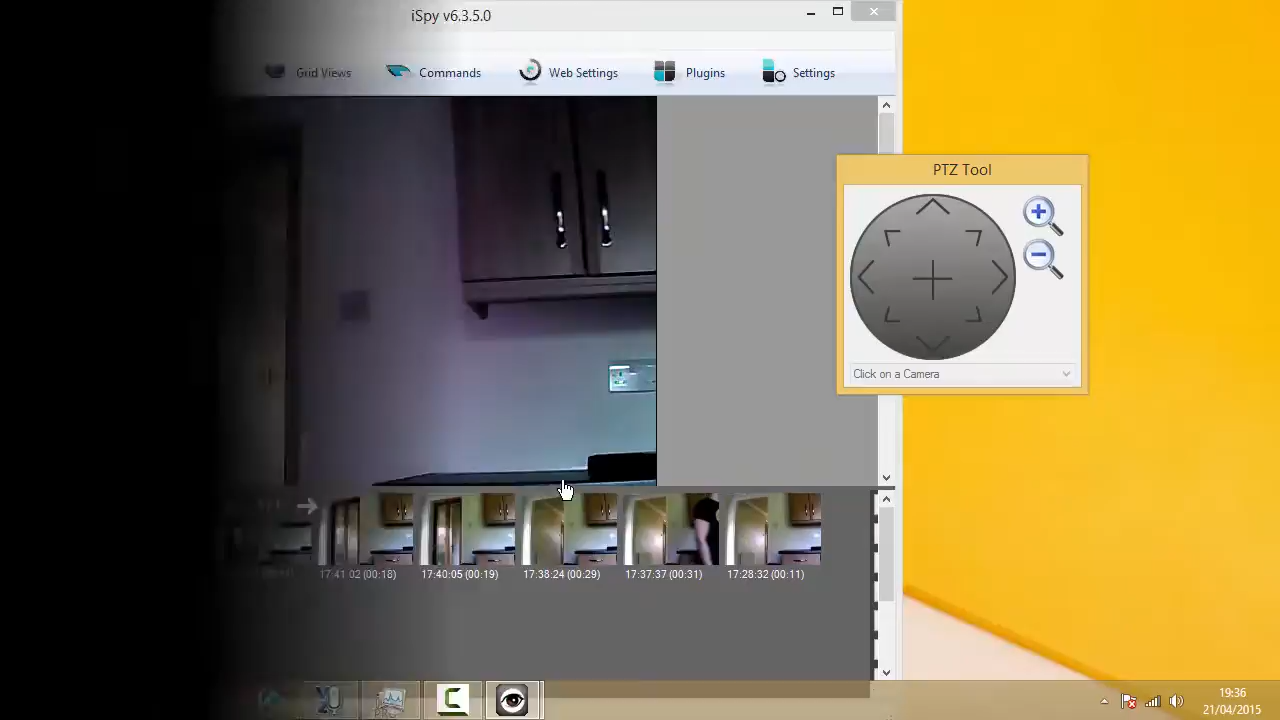 iSpy v6.3.5.0
Grid Views
Commands
Web Settings
Plugins
Settings
PTZ Tool
Click on a Camera
17:41:02 (00:18)
17:40:05 (00:19)
17:38:24 (00:29)
17:37:37 (00:31)
17:28:32 (00:11)
19:36
21/04/2015